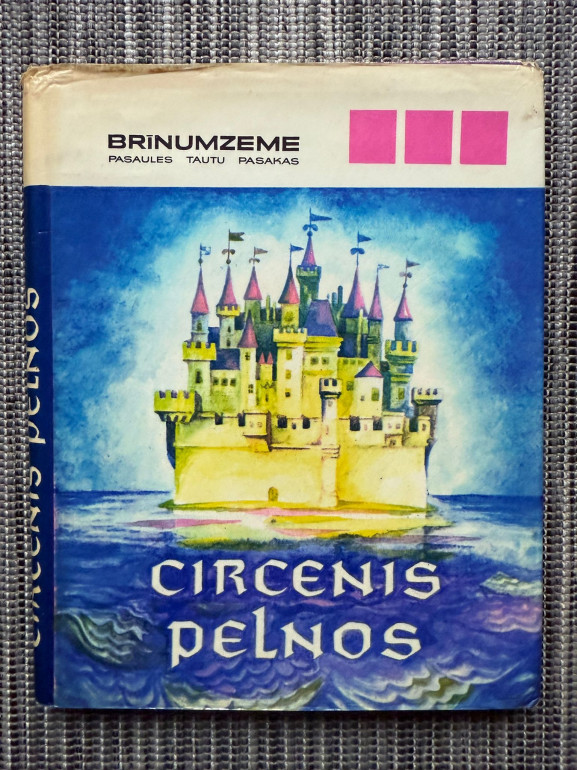 BRĪNUMZEME
PASAULES TAUTU PASAKAS
CIRCENIS
PELNOS
CIRCENIS PELNOS